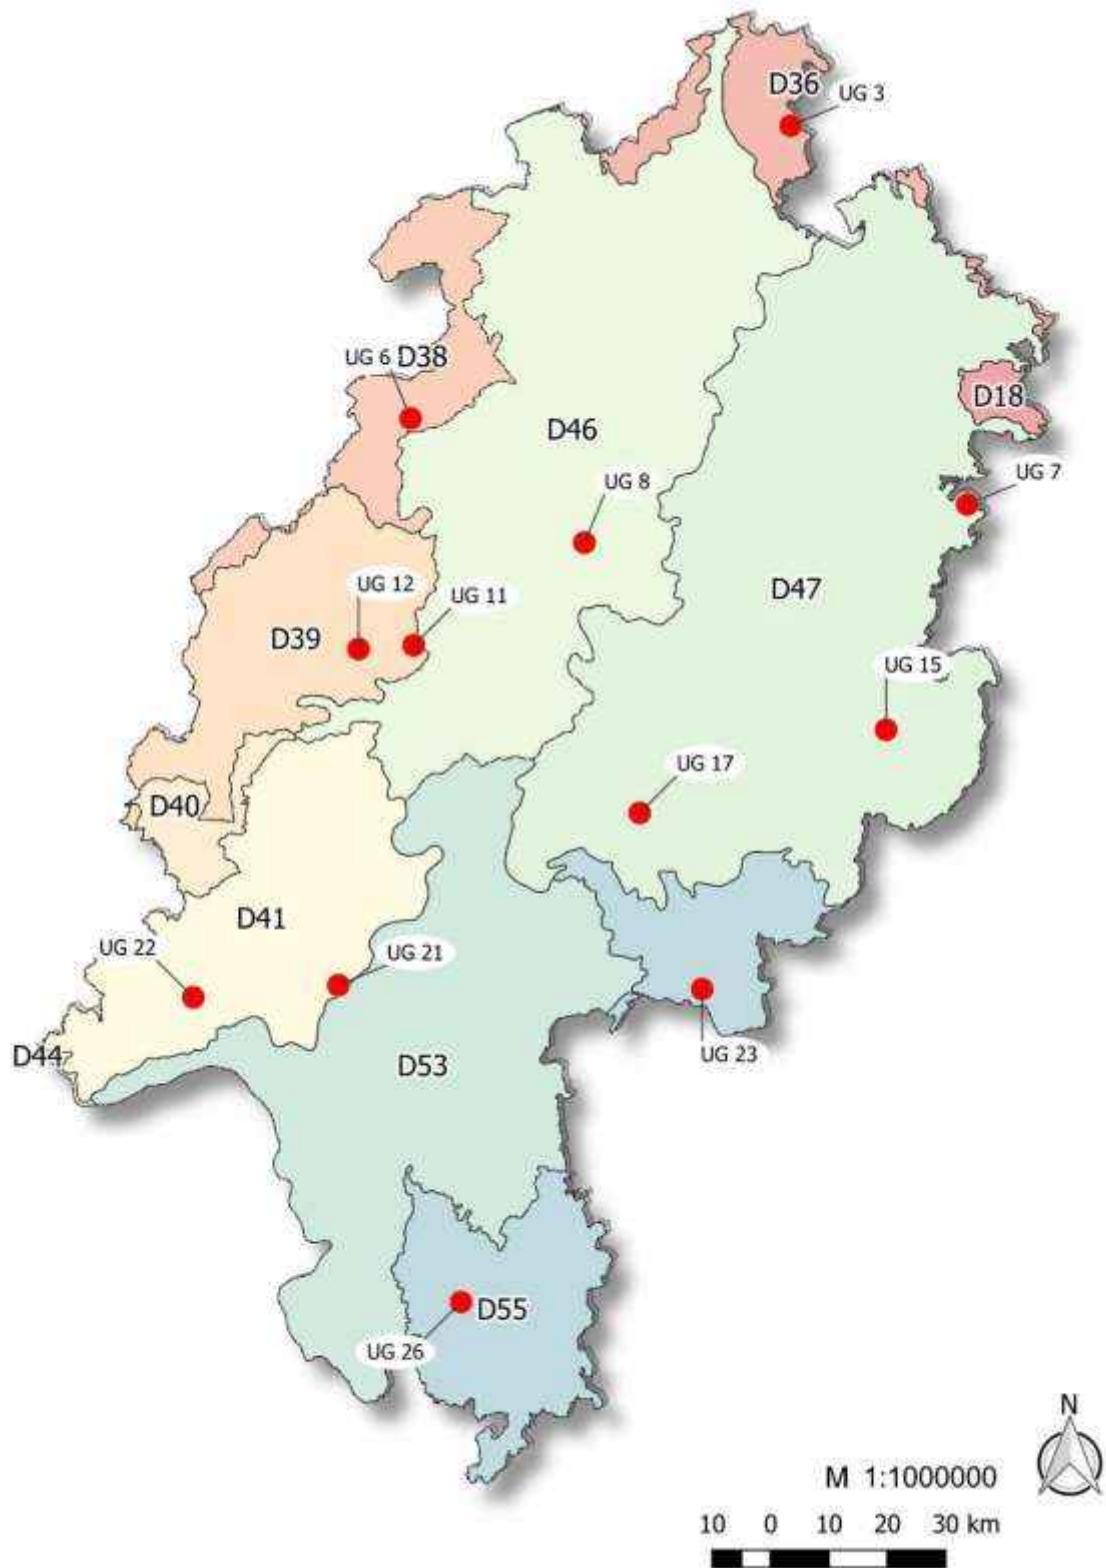 D36
UG 3
UG 6
D38
D18
D46
UG 7
UG 8
UG 12
D47
UG 11
D39
UG 15
UG 17
D40
D41
UG 22
UG 21
D44
UG 23
D53
D55
UG 26
N
M 1:1000000
10 0 10 20 30 km